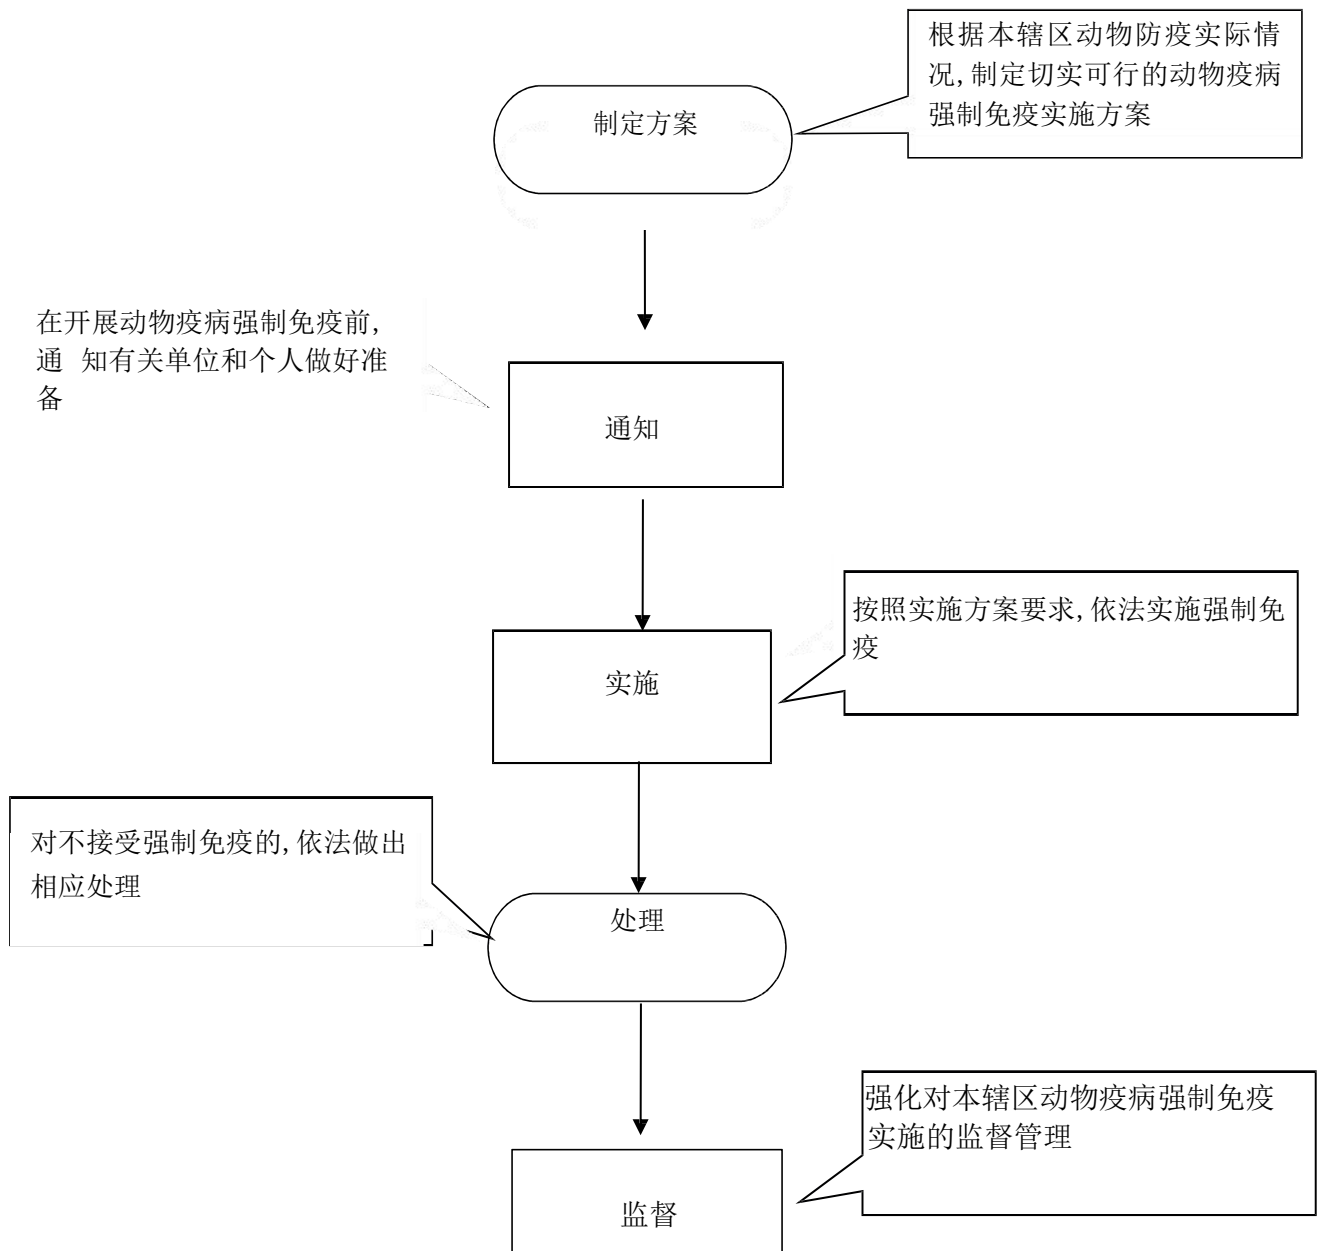 根据本辖区动物防疫实际情
况,制定切实可行的动物疫病
强制免疫实施方案
制定方案
在开展动物疫病强制免疫前,
通 知有关单位和个人做好准
备
通知
按照实施方案要求,依法实施强制免
疫
实施
对不接受强制免疫的,依法做出
相应处理
处理
强化对本辖区动物疫病强制免疫
实施的监督管理
监督